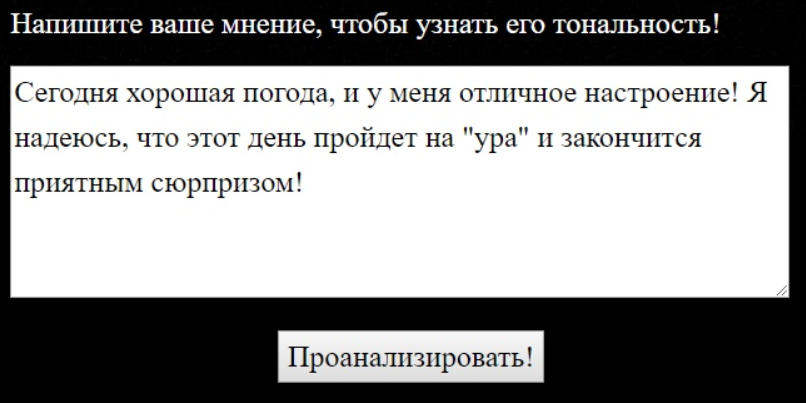 Напишите ваше мнение, чтобы узнать его тональность!
Сегодня хорошая погода, и у меня отличное настроение! Я
надеюсь, что этот день пройдет на "ура" и закончится
приятным сюрпризом!
Проанализировать!